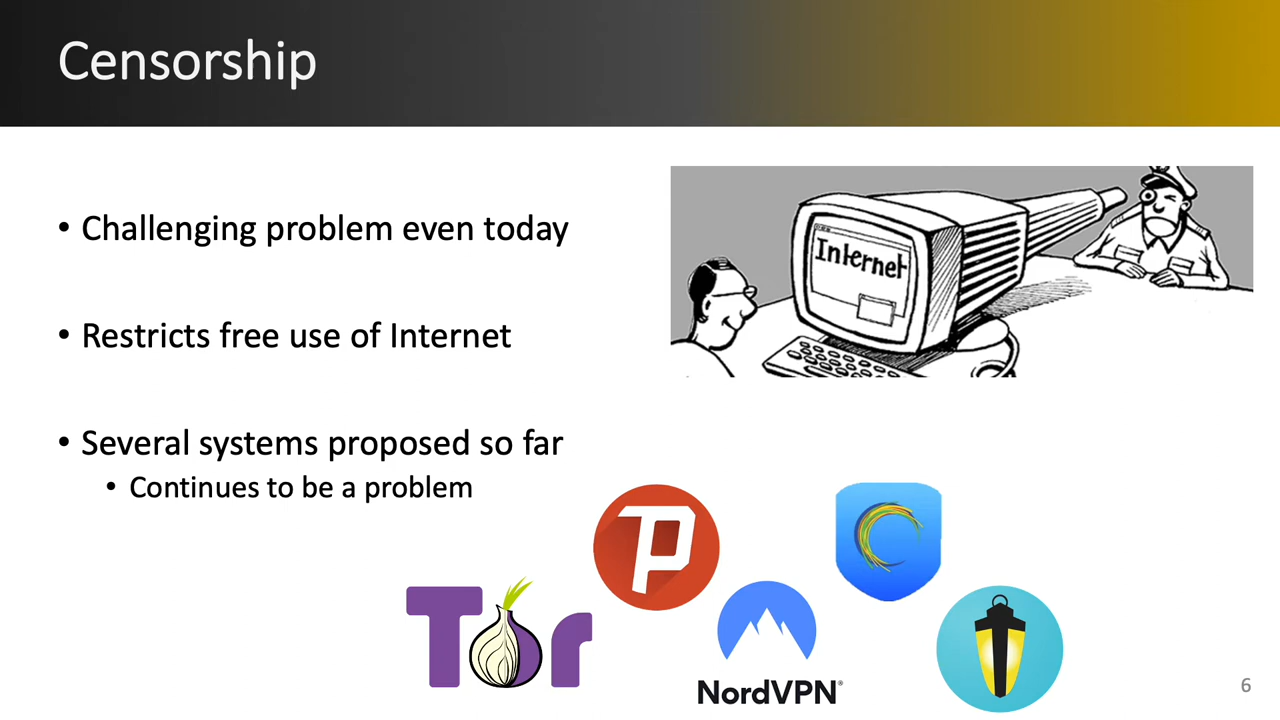 Censorship
• Challenging problem even today
• Restricts free use of Internet
• Several systems proposed so far
• Continues to be a problem
Internet
Tor
P
NordVPN®
6